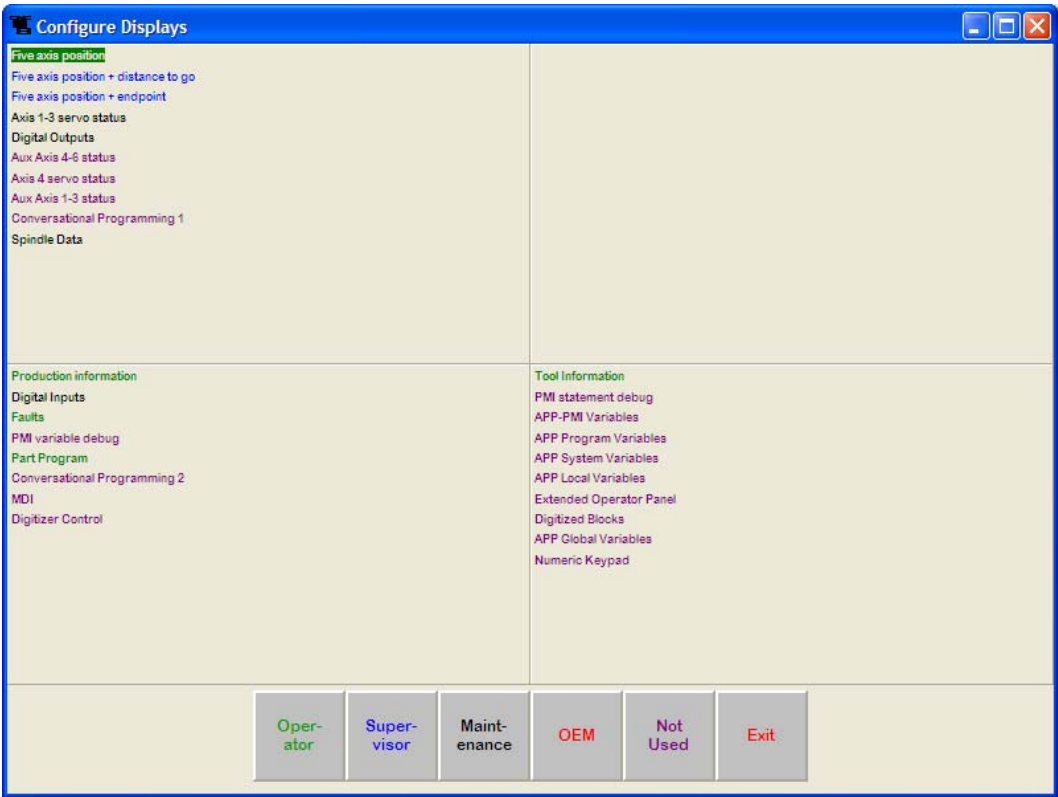 Configure Displays
Five axis position
Five axis position + distance to go
Five axis position + endpoint
Axis 1-3 servo status
Digital Outputs
Aux Axis 4-6 status
Axis 4 servo status
Aux Axis 1-3 status
Conversational Programming 1
Spindle Data
Production information
Digital Inputs
Faults
PMI variable debug
Part Program
Conversational Programming 2
MDI
Digitizer Control
Tool Information
PMI statement debug
APP-PMI Variables
APP Program Variables
APP System Variables
APP Local Variables
Extended Operator Panel
Digitized Blocks
APP Global Variables
Numeric Keypad
Oper-
ator
Super-
visor
Maint-
enance
OEM
Not
Used
Exit